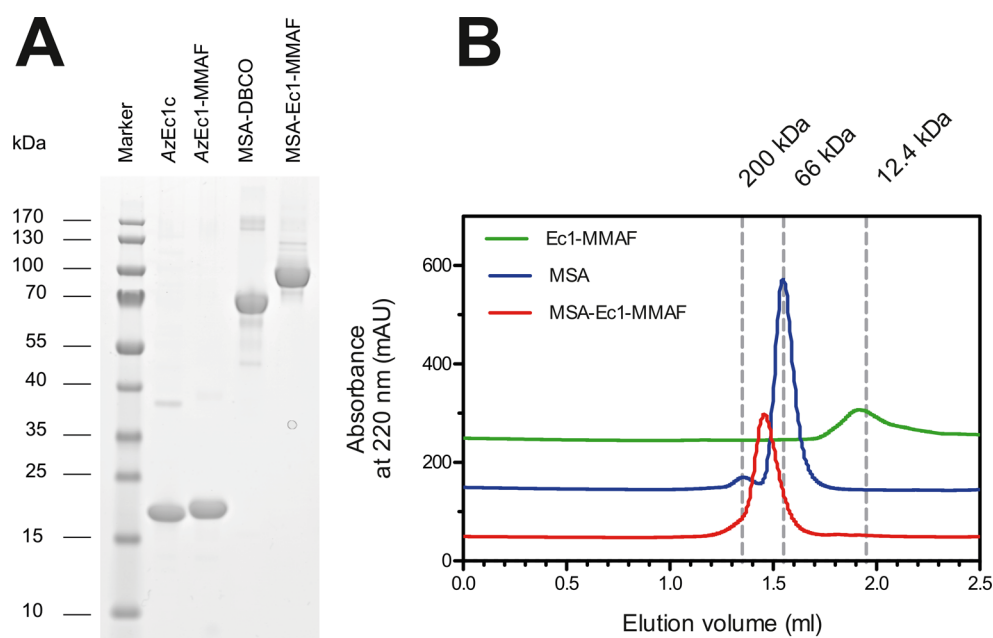 A
kDa
Marker
AzEc1c
AzEc1-MMAF
MSA-DBCO
MSA-Ec1-MMAF
170
130
100
70
55
40
35
25
15
10
B
200 kDa
66 kDa
12.4 kDa
Ec1-MMAF
MSA
MSA-Ec1-MMAF
Absorbance
at 220 nm (mAU)
600
400
200
0
0.0
0.5
1.0
1.5
2.0
2.5
Elution volume (ml)